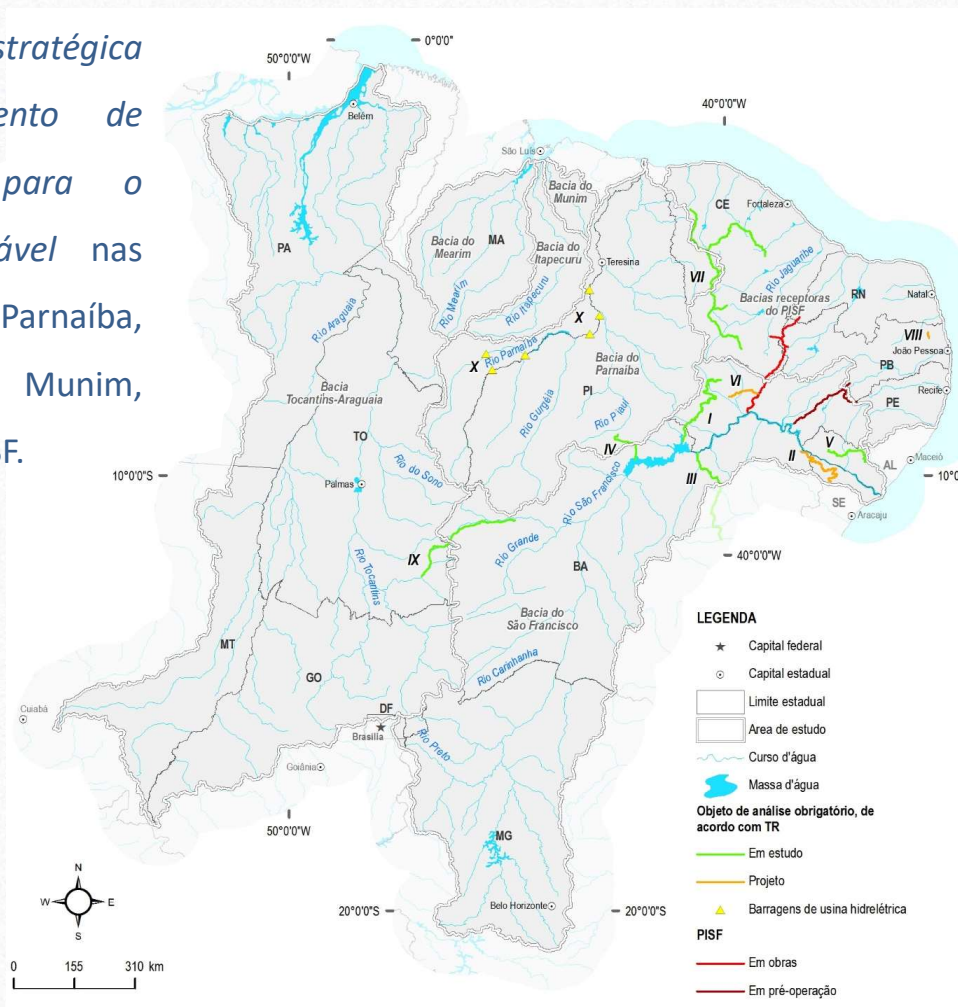 stratégica
ento de
para o
ável nas
Parnaíba,
Munim,
SF.
0°0'0"
50°0'0"W
40°0'0"W
Belém
São Luís
Bacia do
Munim
CE
Fortaleza
PA
Bacia do
Mearim
MA
Bacia do
Itapecuru
Teresina
VII
Rio Jaguaribe
Rio Araguaia
Rio Mearim
Rio Itapecuru
Bacias receptoras
do PISF
RN
Natal
X
VIII
João Pessoa
X
Rio Parnaíba
Bacia do
Parnaíba
PB
VI
Recife
Bacia
Tocantins-Araguaia
PI
PE
Rio Gurgéia
Rio Piauí
I
TO
IV
V
Maceió
10°0'0"S
Rio do Sono
II
AL
10°0
III
Palmas
Rio São Francisco
SE
Aracaju
IX
Rio Grande
40°0'0"W
Rio Tocantins
BA
Bacia do
São Francisco
MT
GO
Rio Carinhanha
Cuiabá
DF
Brasília
Rio Preto
Goiânia
50°0'0"W
MG
20°0'0"S
Belo Horizonte
20°0'0"S
N
W
E
S
0 155 310 km
LEGENDA
Capital federal
Capital estadual
Limite estadual
Area de estudo
Curso d'água
Massa d'água
Objeto de análise obrigatório, de
acordo com TR
Em estudo
Projeto
Barragens de usina hidrelétrica
PISF
Em obras
Em pré-operação